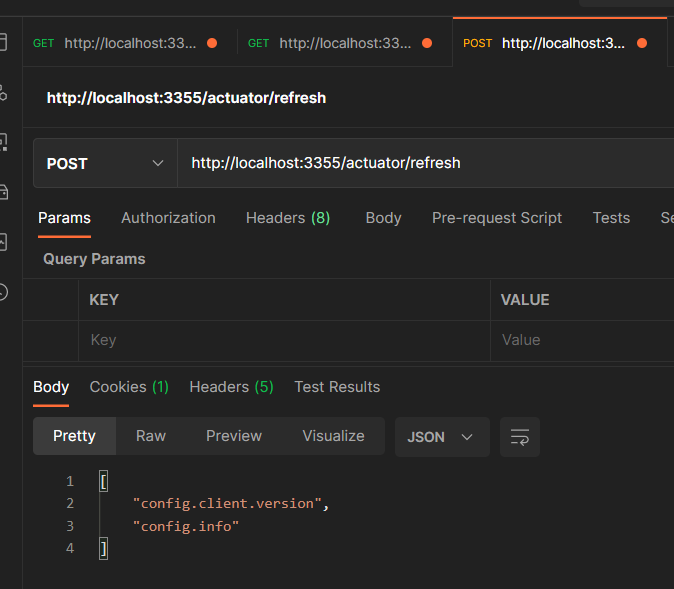 GET http://localhost:33...
GET http://localhost:33...
POST http://localhost:3...
http://localhost:3355/actuator/refresh
POST http://localhost:3355/actuator/refresh
Params Authorization Headers (8) Body Pre-request Script Tests Se
Query Params
KEY VALUE
Key Value
Body Cookies (1) Headers (5) Test Results
Pretty Raw Preview Visualize JSON
1 [
2 "config.client.version",
3 "config.info"
4 ]